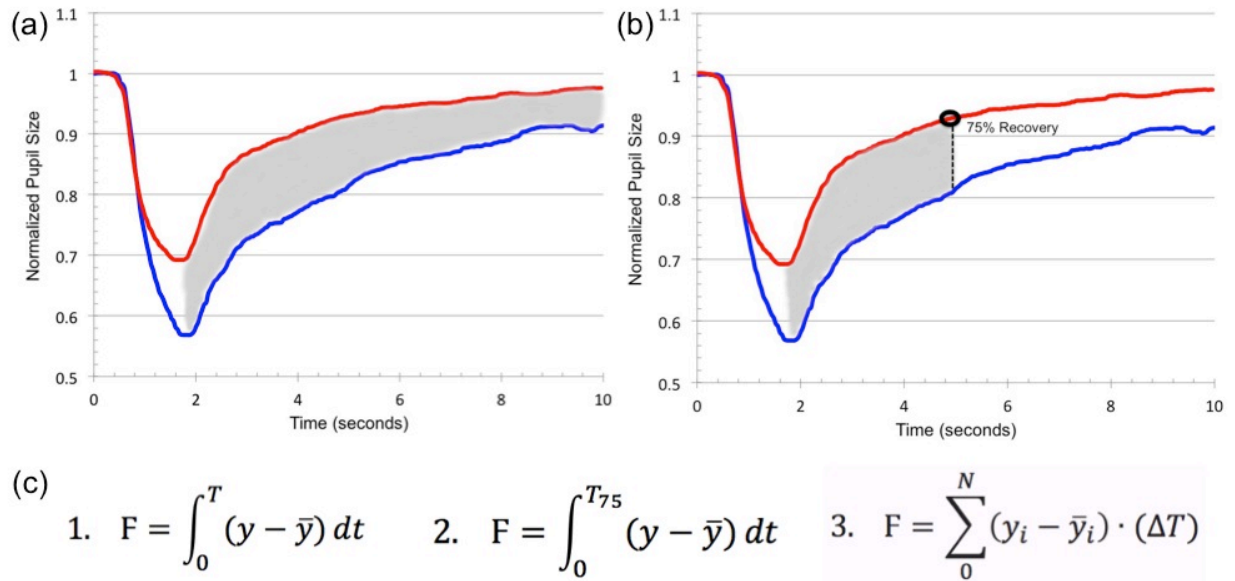 (a)
Normalized Pupil Size
1.1
1
0.9
0.8
0.7
0.6
0.5
0 2 4 6 8 10
Time (seconds)
(b)
Normalized Pupil Size
1.1
1
0.9
0.8
0.7
0.6
0.5
75% Recovery
0 2 4 6 8 10
Time (seconds)
(c)
1. F = ∫₀ᵀ (y − ȳ) dt
2. F = ∫₀^T₇₅ (y − ȳ) dt
3. F = ∑₀ᴺ (yᵢ − ȳᵢ) · (ΔT)